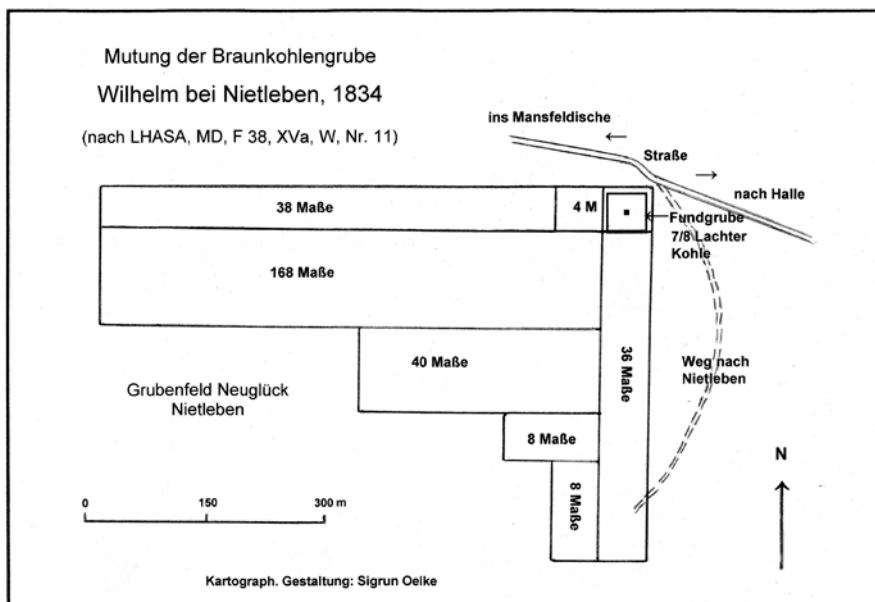 Mutung der Braunkohlengrube
Wilhelm bei Nietleben, 1834
(nach LHASA, MD, F 38, XVa, W, Nr. 11)
ins Mansfeldische
←
Straße
→
nach Halle
38 Maße
4 M
Fundgrube
7/8 Lachter
Kohle
168 Maße
40 Maße
36 Maße
Weg nach
Nietleben
Grubenfeld Neuglück
Nietleben
8 Maße
8 Maße
N
0 150 300 m
Kartograph. Gestaltung: Sigrun Oelke